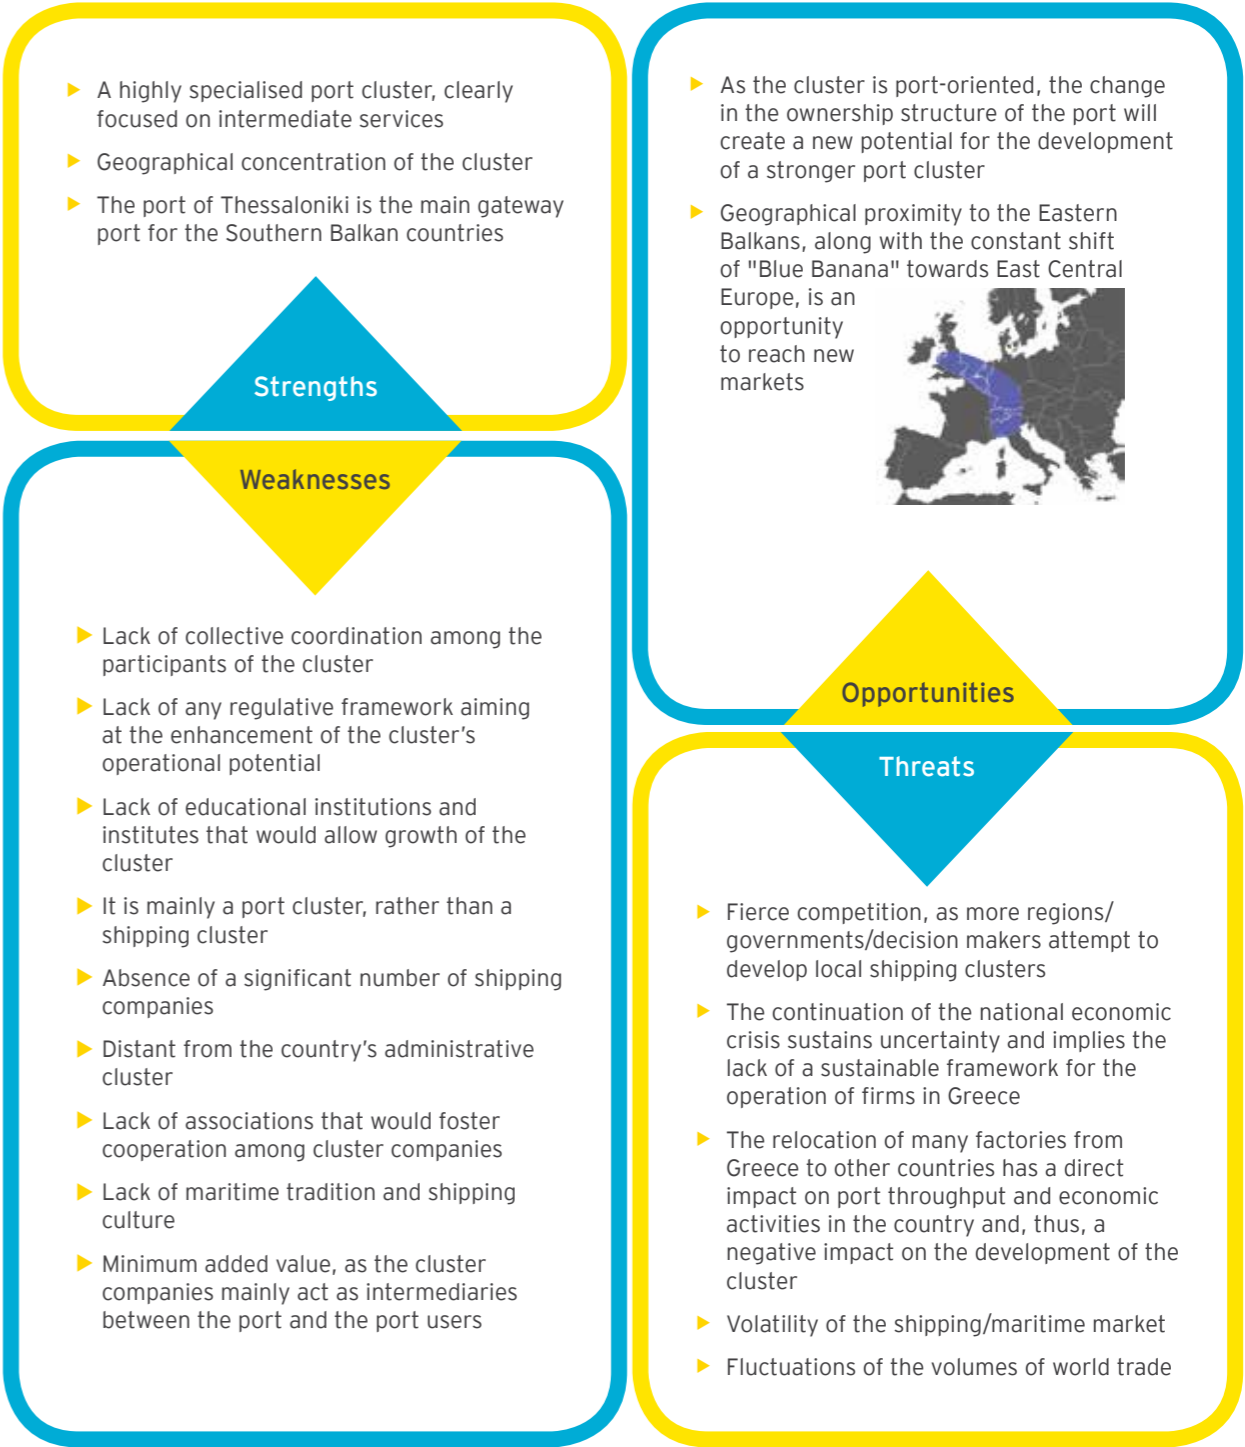 ▶ A highly specialised port cluster, clearly
focused on intermediate services
▶ Geographical concentration of the cluster
▶ The port of Thessaloniki is the main gateway
port for the Southern Balkan countries
Strengths
Weaknesses
▶ Lack of collective coordination among the
participants of the cluster
▶ Lack of any regulative framework aiming
at the enhancement of the cluster's
operational potential
▶ Lack of educational institutions and
institutes that would allow growth of the
cluster
▶ It is mainly a port cluster, rather than a
shipping cluster
▶ Absence of a significant number of shipping
companies
▶ Distant from the country's administrative
cluster
▶ Lack of associations that would foster
cooperation among cluster companies
▶ Lack of maritime tradition and shipping
culture
▶ Minimum added value, as the cluster
companies mainly act as intermediaries
between the port and the port users
▶ As the cluster is port-oriented, the change
in the ownership structure of the port will
create a new potential for the development
of a stronger port cluster
▶ Geographical proximity to the Eastern
Balkans, along with the constant shift
of "Blue Banana" towards East Central
Europe, is an
opportunity
to reach new
markets
Opportunities
Threats
▶ Fierce competition, as more regions/
governments/decision makers attempt to
develop local shipping clusters
▶ The continuation of the national economic
crisis sustains uncertainty and implies the
lack of a sustainable framework for the
operation of firms in Greece
▶ The relocation of many factories from
Greece to other countries has a direct
impact on port throughput and economic
activities in the country and, thus, a
negative impact on the development of the
cluster
▶ Volatility of the shipping/maritime market
▶ Fluctuations of the volumes of world trade